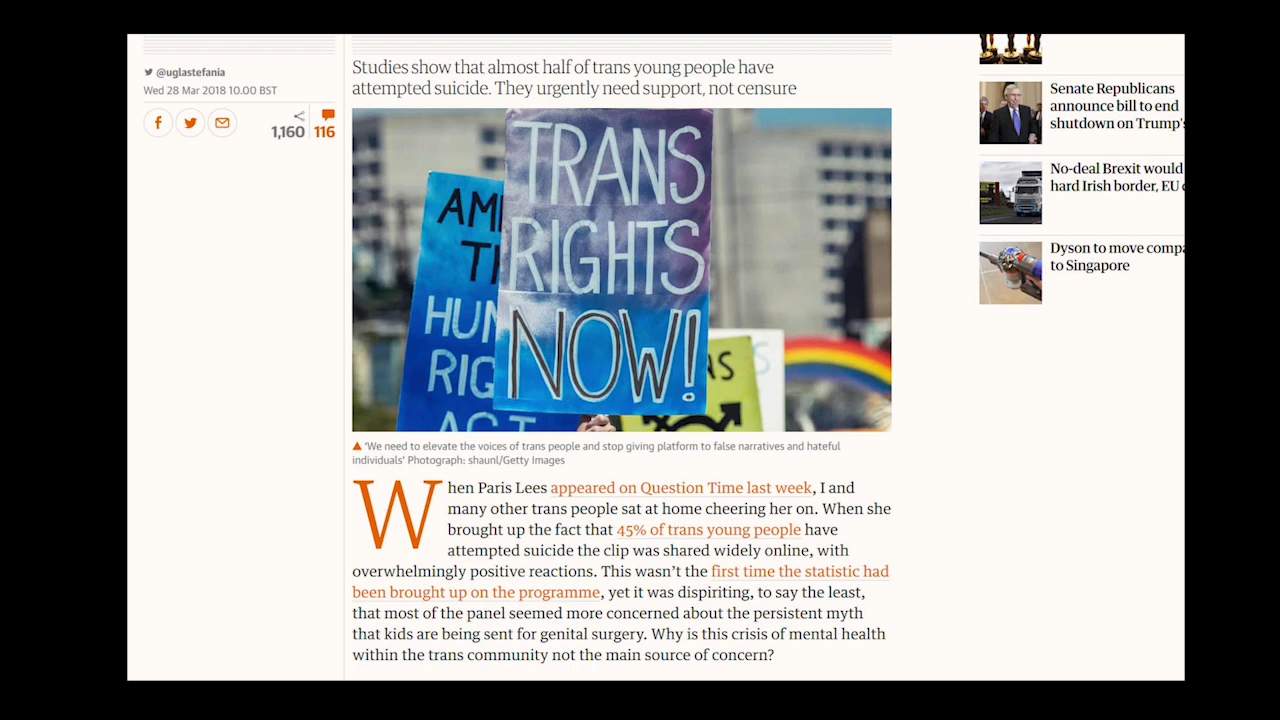 @uglastefania
Wed 28 Mar 2018 10.00 BST
1,160
116
Studies show that almost half of trans young people have
attempted suicide. They urgently need support, not censure
TRANS
RIGHTS
NOW!
AM
TI
HUN
RIG
ACT
NS
S
'We need to elevate the voices of trans people and stop giving platform to false narratives and hateful
individuals' Photograph: shaunl/Getty Images
When Paris Lees appeared on Question Time last week, I and
many other trans people sat at home cheering her on. When she
brought up the fact that 45% of trans young people have
attempted suicide the clip was shared widely online, with
overwhelmingly positive reactions. This wasn't the first time the statistic had
been brought up on the programme, yet it was dispiriting, to say the least,
that most of the panel seemed more concerned about the persistent myth
that kids are being sent for genital surgery. Why is this crisis of mental health
within the trans community not the main source of concern?
Senate Republicans
announce bill to end
shutdown on Trump's
No-deal Brexit would
hard Irish border, EU
Dyson to move compa
to Singapore